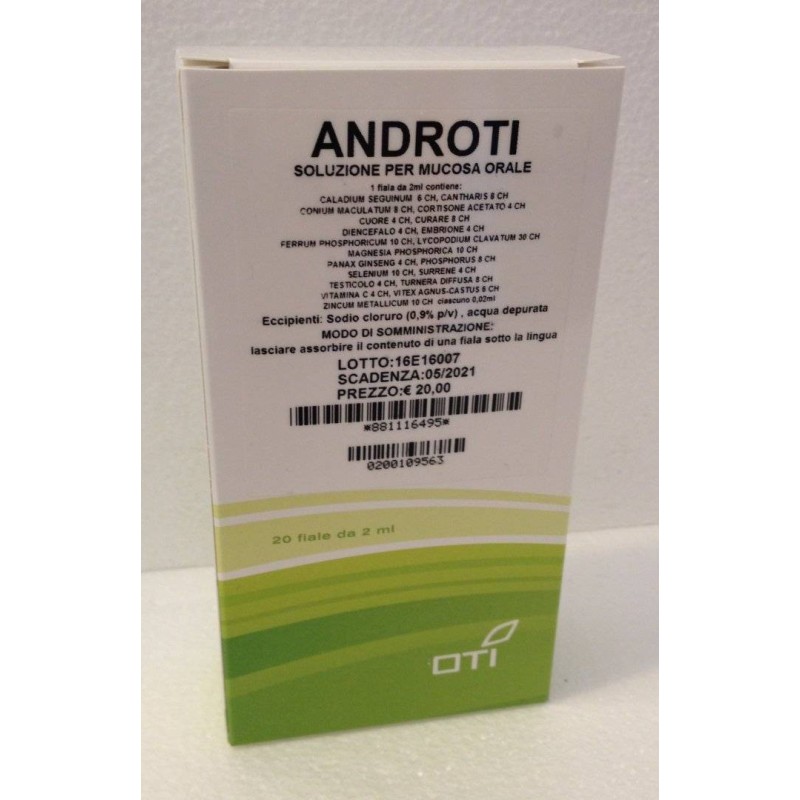 ANDROTI
SOLUZIONE PER MUCOSA ORALE
1 fiala da 2ml contiene:
CALADIUM SEGUINUM 6 CH, CANTHARIS 8 CH
CONIUM MACULATUM 8 CH, CORTISONE ACETATO 4 CH
CUORE 4 CH, CURARE 8 CH
DIENCEFALO 4 CH, EMBRIONE 4 CH
FERRUM PHOSPHORICUM 10 CH, LYCOPODIUM CLAVATUM 30 CH
MAGNESIA PHOSPHORICA 10 CH
PANAX GINSENG 4 CH, PHOSPHORUS 8 CH
SELENIUM 10 CH, SURRENE 4 CH
TESTICOLO 4 CH, TURNERA DIFFUSA 8 CH
VITAMINA C 4 CH, VITEX AGNUS-CASTUS 6 CH
ZINCUM METALLICUM 10 CH ciascuno 0,02ml
Eccipienti: Sodio cloruro (0,9% p/v) , acqua depurata
MODO DI SOMMINISTRAZIONE:
lasciare assorbire il contenuto di una fiala sotto la lingua
LOTTO:16E16007
SCADENZA:05/2021
PREZZO:€ 20,00
*881116495*
0200109563
20 fiale da 2 ml
OTI